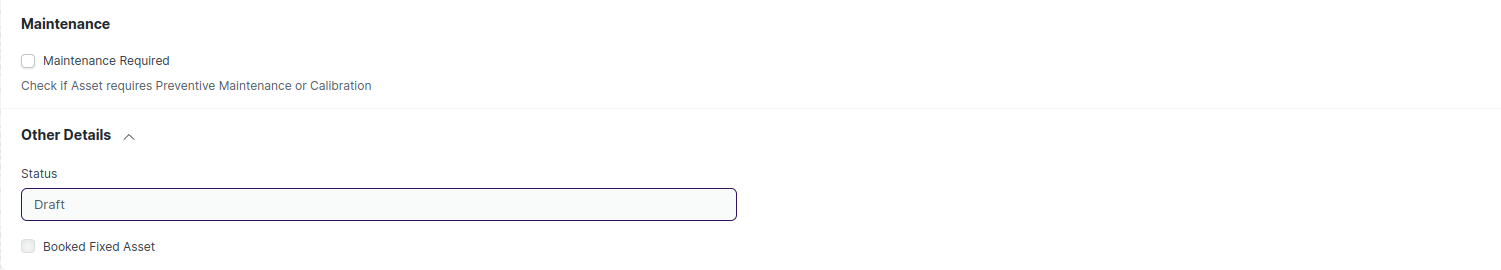 Maintenance
Maintenance Required
Check if Asset requires Preventive Maintenance or Calibration
Other Details
Status
Draft
Booked Fixed Asset